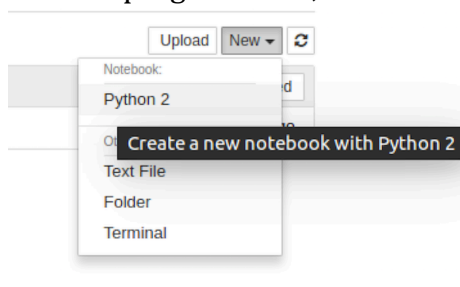 Upload New
Notebook:
Python 2
Create a new notebook with Python 2
Text File
Folder
Terminal